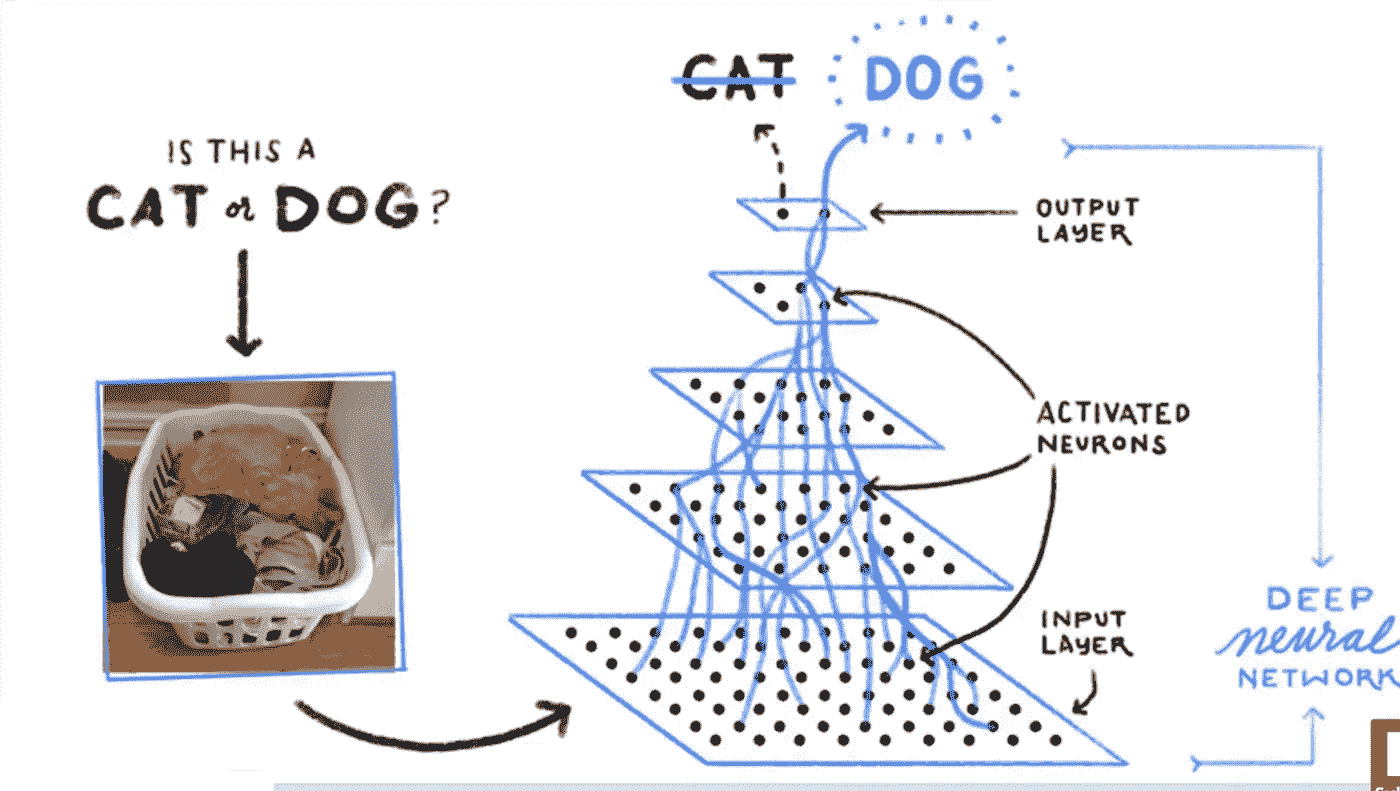 CAT DOG
IS THIS A
CAT or DOG?
OUTPUT
LAYER
ACTIVATED
NEURONS
INPUT
LAYER
DEEP
neural
NETWORK